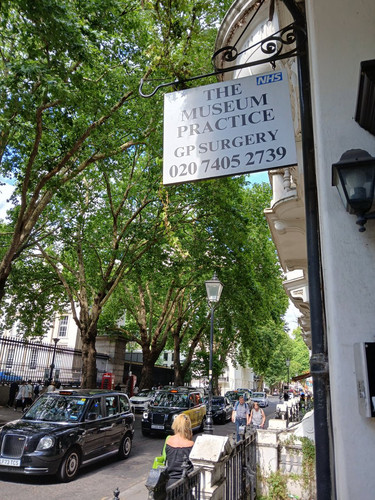 NHS
THE
MUSEUM
PRACTICE
GP SURGERY
020 7405 2739